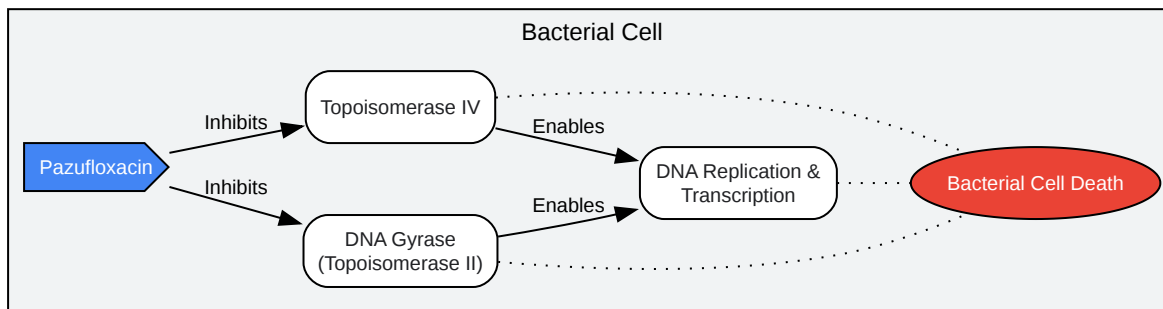 Bacterial Cell
Pazufloxacin
Inhibits
Inhibits
Topoisomerase IV
DNA Gyrase
(Topoisomerase II)
Enables
Enables
DNA Replication &
Transcription
Bacterial Cell Death